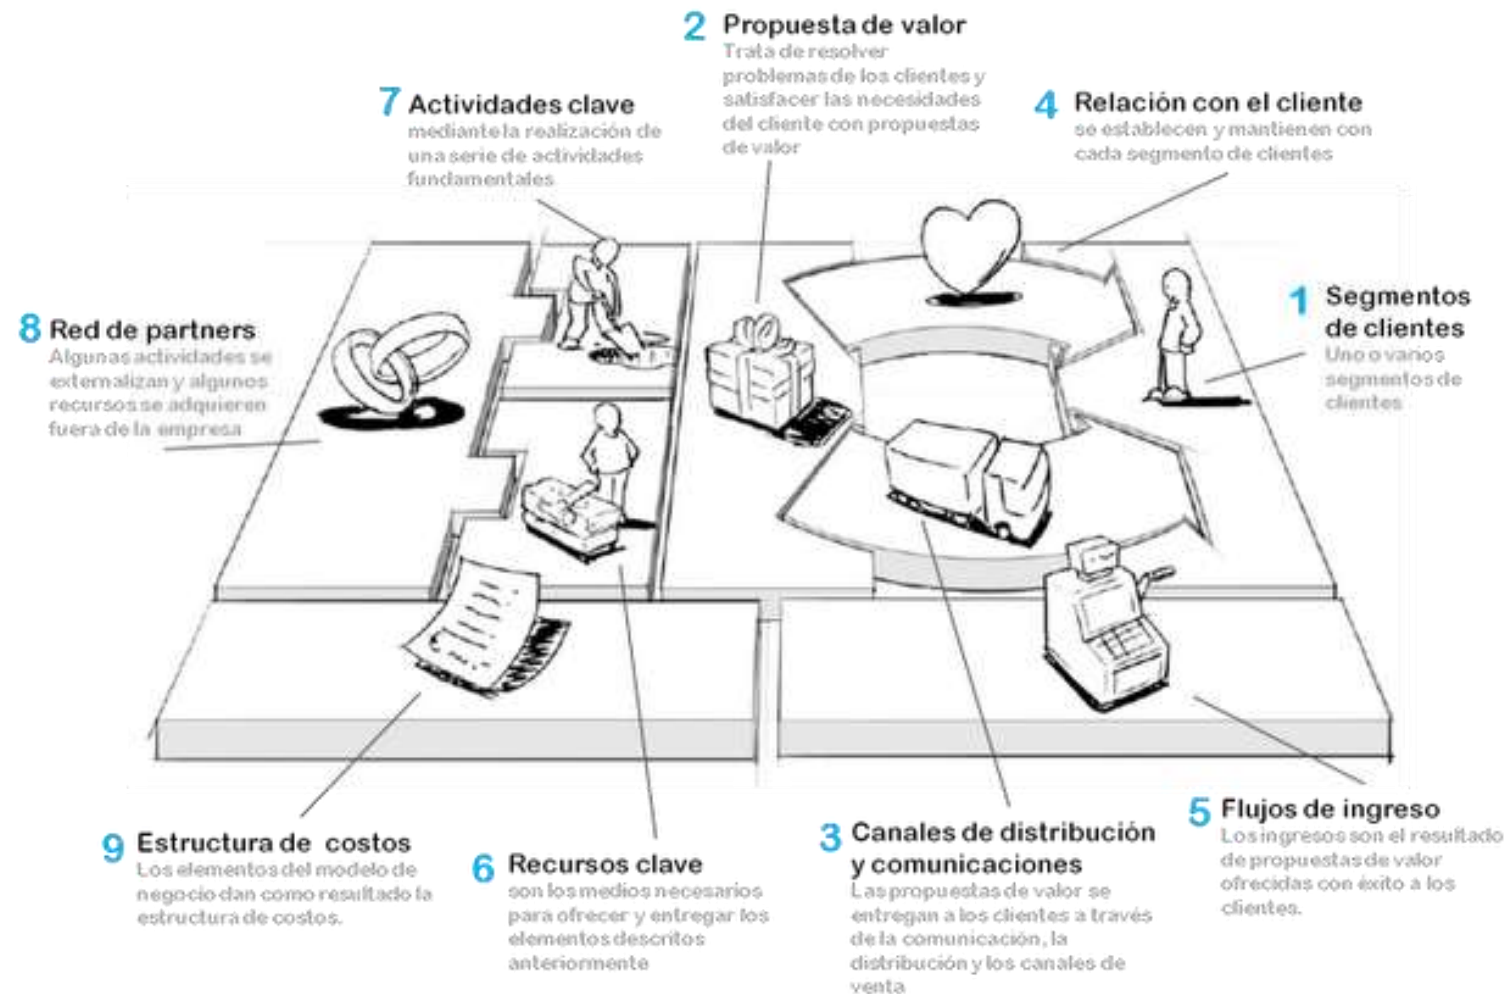 2 Propuesta de valor
Trata de resolver
problemas de los clientes y
satisfacer las necesidades
del cliente con propuestas
de valor
7 Actividades clave
mediante la realización de
una serie de actividades
fundamentales
4 Relación con el cliente
se establecen y mantienen con
cada segmento de clientes
1 Segmentos
de clientes
Uno o varios
segmentos de
clientes
8 Red de partners
Algunas actividades se
externalizan y algunos
recursos se adquieren
fuera de la empresa
9 Estructura de costos
Los elementos del modelo de
negocio dan como resultado la
estructura de costos.
6 Recursos clave
son los medios necesarios
para ofrecer y entregar los
elementos descritos
anteriormente
3 Canales de distribución
y comunicaciones
Las propuestas de valor se
entregan a los clientes a través
de la comunicación, la
distribución y los canales de
venta
5 Flujos de ingreso
Los ingresos son el resultado
de propuestas de valor
ofrecidas con éxito a los
clientes.